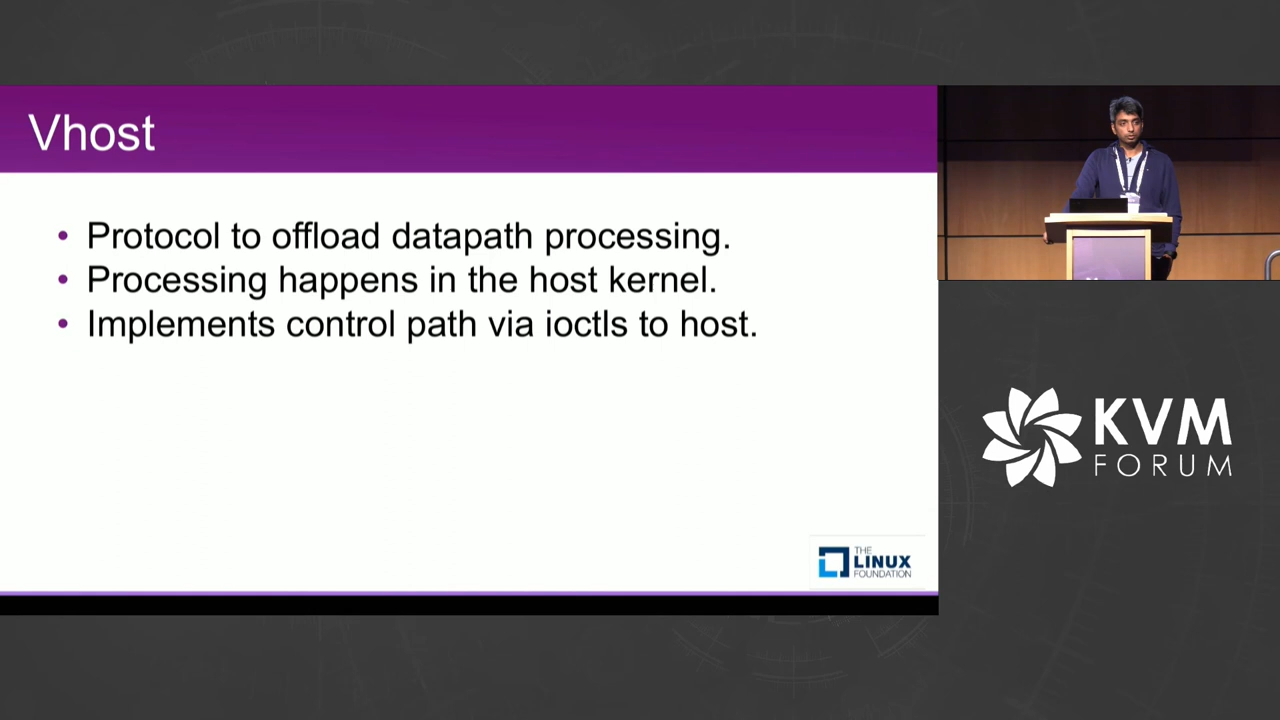 Vhost
• Protocol to offload datapath processing.
• Processing happens in the host kernel.
• Implements control path via ioctls to host.
THE
LINUX
FOUNDATION
KVM
FORUM